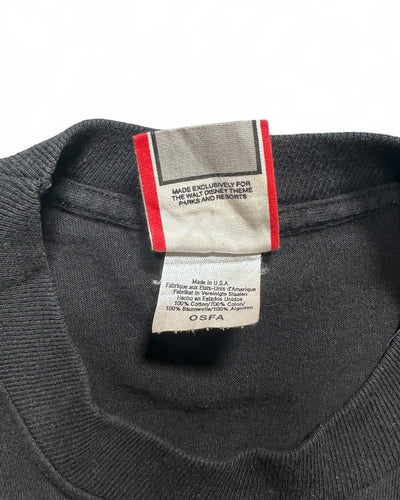 MADE EXCLUSIVELY FOR
THE WALT DISNEY THEME
PARKS AND RESORTS
Made in U.S.A.
Fabrique aux Etats-Unis d'Amerique
Fabrikat in Vereinigte Staaten
Hecho en Estados Unidos
100% Cotton/100% Coton/
100% Baumwolle/100% Algodon
OSFA